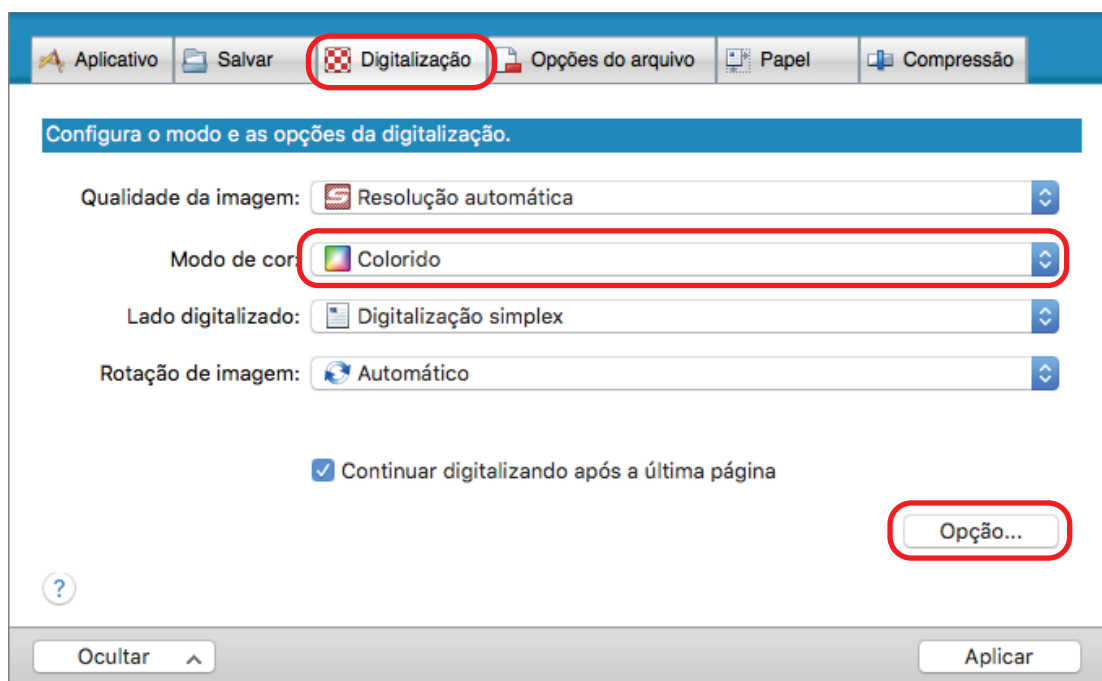 Aplicativo Salvar Digitalização Opções do arquivo Papel Compressão
Configura o modo e as opções da digitalização.
Qualidade da imagem: Resolução automática
Modo de cor: Colorido
Lado digitalizado: Digitalização simplex
Rotação de imagem: Automático
Continuar digitalizando após a última página
Opção...
?
Ocultar Aplicar